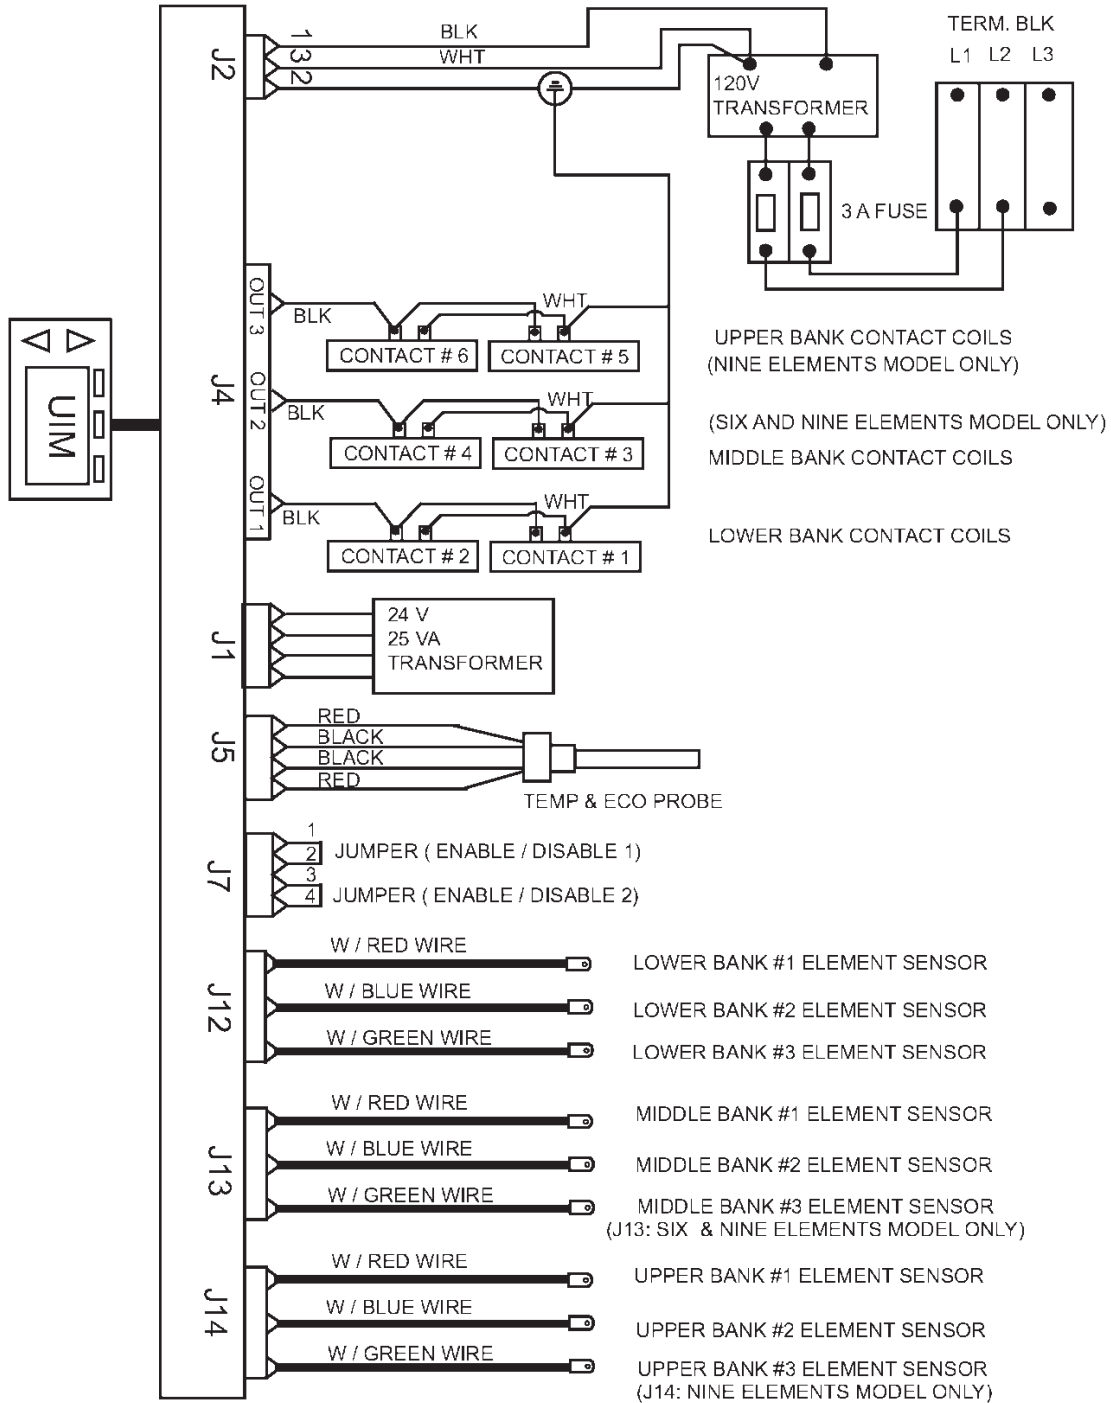 TERM. BLK
L1 L2 L3
J2
1
3
2
BLK
WHT
120V
TRANSFORMER
3 A FUSE
J4
OUT 3
BLK
WHT
CONTACT # 6
CONTACT # 5
UPPER BANK CONTACT COILS
(NINE ELEMENTS MODEL ONLY)
UIM
OUT 2
BLK
WHT
CONTACT # 4
CONTACT # 3
(SIX AND NINE ELEMENTS MODEL ONLY)
MIDDLE BANK CONTACT COILS
OUT 1
BLK
WHT
CONTACT # 2
CONTACT # 1
LOWER BANK CONTACT COILS
J1
24 V
25 VA
TRANSFORMER
J5
RED
BLACK
BLACK
RED
TEMP & ECO PROBE
J7
1
2
3
4
JUMPER ( ENABLE / DISABLE 1)
JUMPER ( ENABLE / DISABLE 2)
J12
W / RED WIRE
LOWER BANK #1 ELEMENT SENSOR
W / BLUE WIRE
LOWER BANK #2 ELEMENT SENSOR
W / GREEN WIRE
LOWER BANK #3 ELEMENT SENSOR
J13
W / RED WIRE
MIDDLE BANK #1 ELEMENT SENSOR
W / BLUE WIRE
MIDDLE BANK #2 ELEMENT SENSOR
W / GREEN WIRE
MIDDLE BANK #3 ELEMENT SENSOR
(J13: SIX & NINE ELEMENTS MODEL ONLY)
J14
W / RED WIRE
UPPER BANK #1 ELEMENT SENSOR
W / BLUE WIRE
UPPER BANK #2 ELEMENT SENSOR
W / GREEN WIRE
UPPER BANK #3 ELEMENT SENSOR
(J14: NINE ELEMENTS MODEL ONLY)